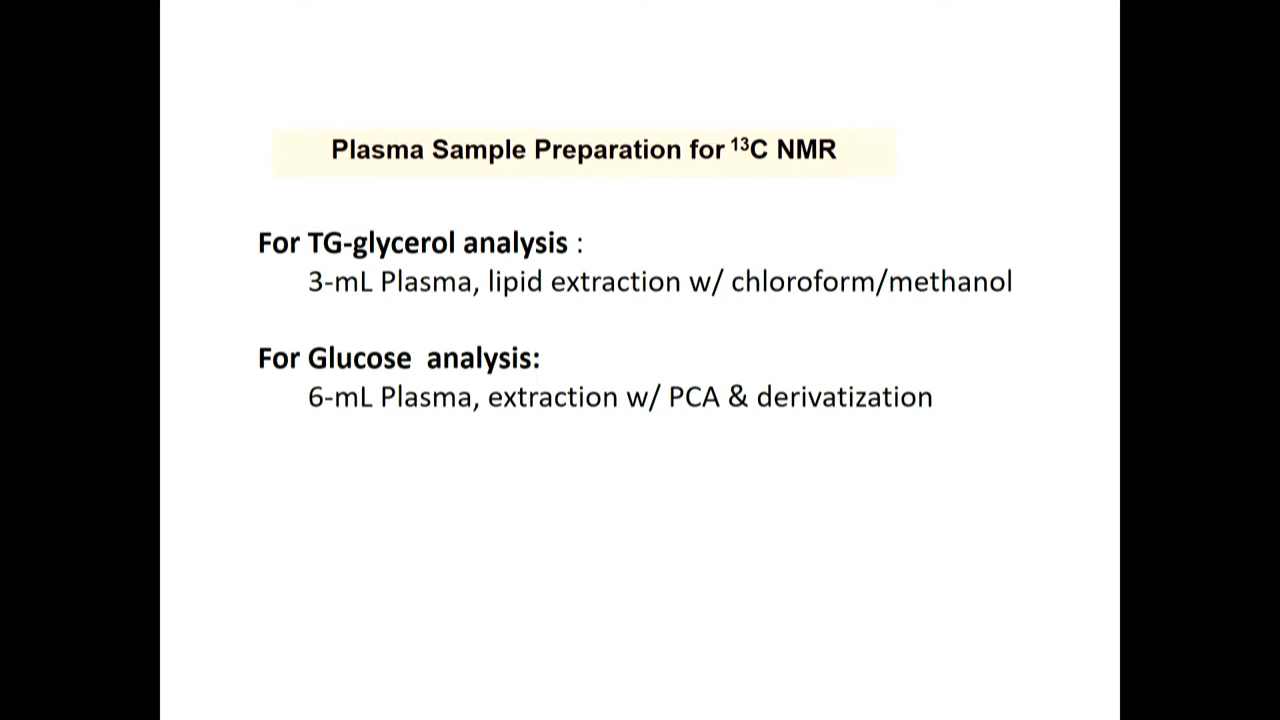 Plasma Sample Preparation for ¹³C NMR
For TG-glycerol analysis :
3-mL Plasma, lipid extraction w/ chloroform/methanol
For Glucose  analysis:
6-mL Plasma, extraction w/ PCA & derivatization